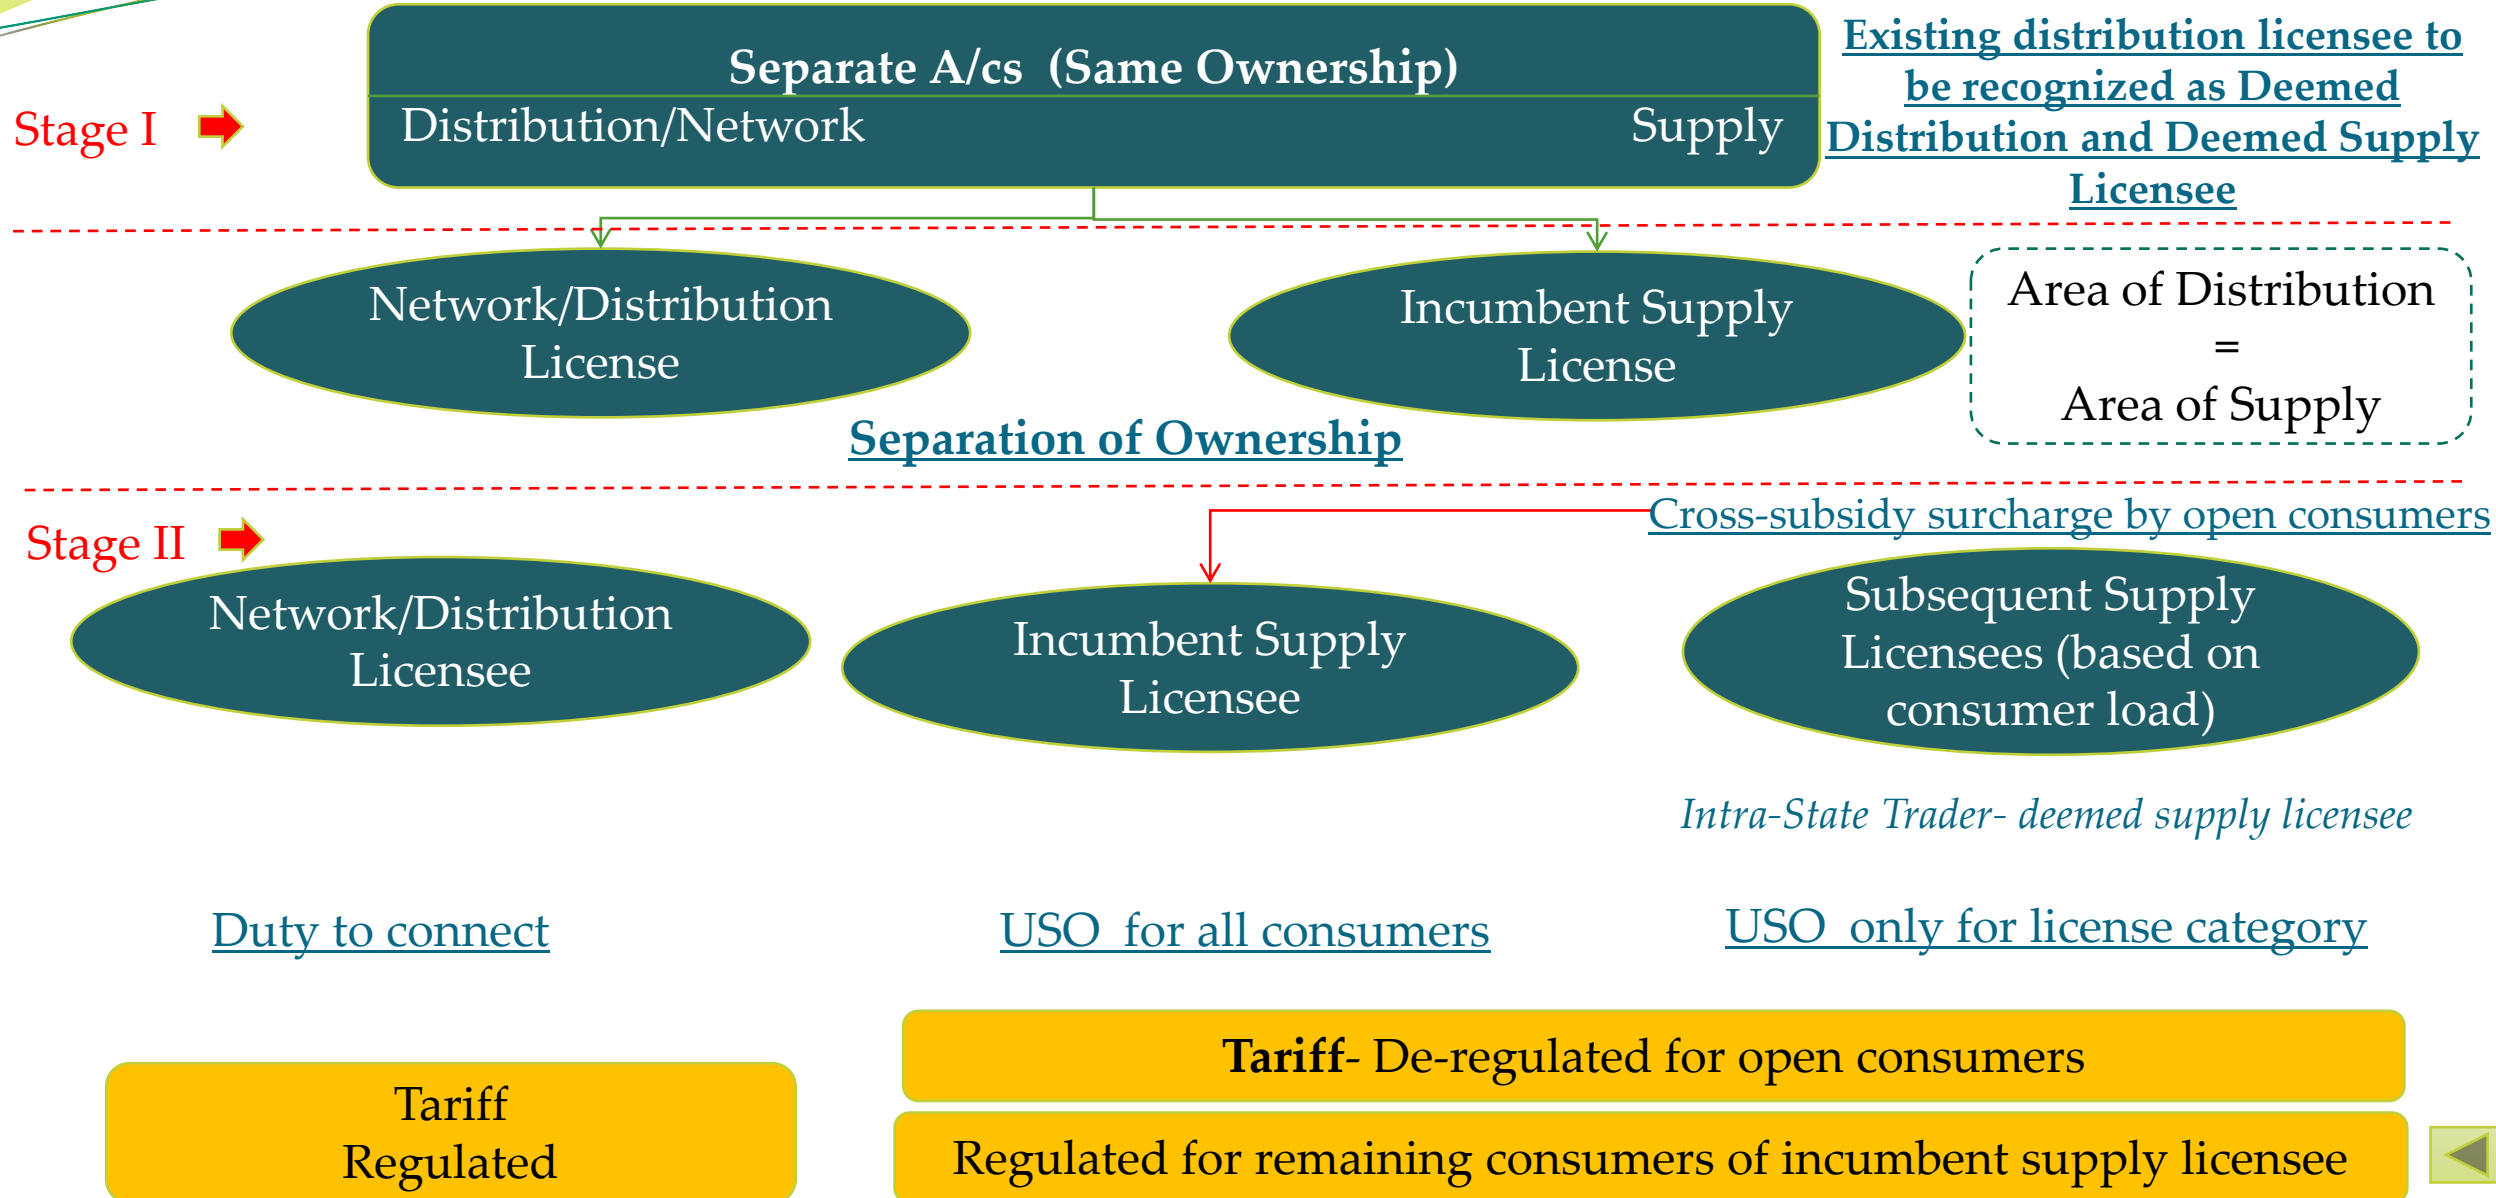 Separate A/cs (Same Ownership)
Distribution/Network Supply
Existing distribution licensee to
be recognized as Deemed
Distribution and Deemed Supply
Licensee
Stage I
Network/Distribution
License
Incumbent Supply
License
Area of Distribution
=
Area of Supply
Separation of Ownership
Cross-subsidy surcharge by open consumers
Stage II
Network/Distribution
Licensee
Incumbent Supply
Licensee
Subsequent Supply
Licensees (based on
consumer load)
Intra-State Trader- deemed supply licensee
Duty to connect
USO for all consumers
USO only for license category
Tariff
Regulated
Tariff- De-regulated for open consumers
Regulated for remaining consumers of incumbent supply licensee